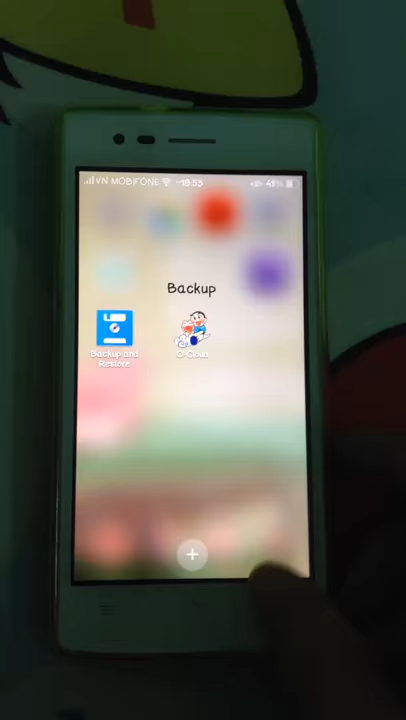 VN MOBIFONE
Backup
Backup and
Restore
O-Cloud